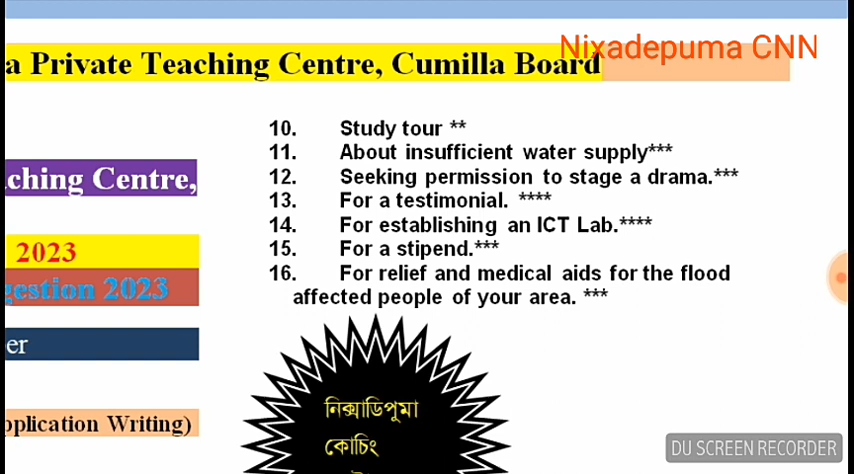 Nixadepuma CNN
a Private Teaching Centre, Cumilla Board
10. Study tour **
11. About insufficient water supply***
12. Seeking permission to stage a drama.***
13. For a testimonial. ****
14. For establishing an ICT Lab.****
15. For a stipend.***
16. For relief and medical aids for the flood
affected people of your area. ***
ching Centre,
2023
gestion 2023
er
pplication Writing)
নিক্সাডিপুমা
কোচিং
DU SCREEN RECORDER